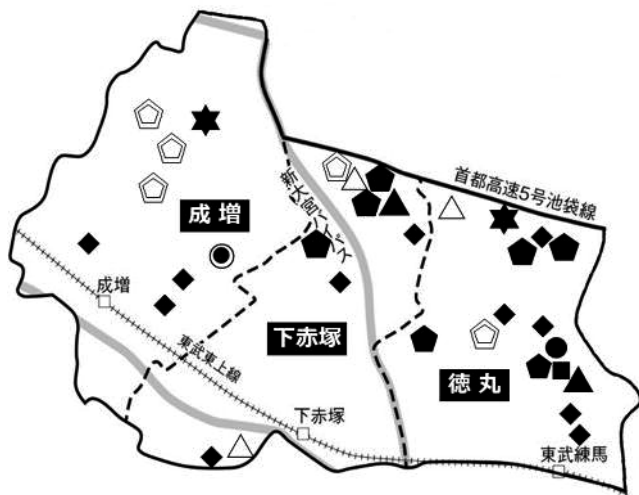 首都高速5号池袋線
新大宮バイパス
成増
成増
下赤塚
東武東上線
徳丸
下赤塚
東武練馬